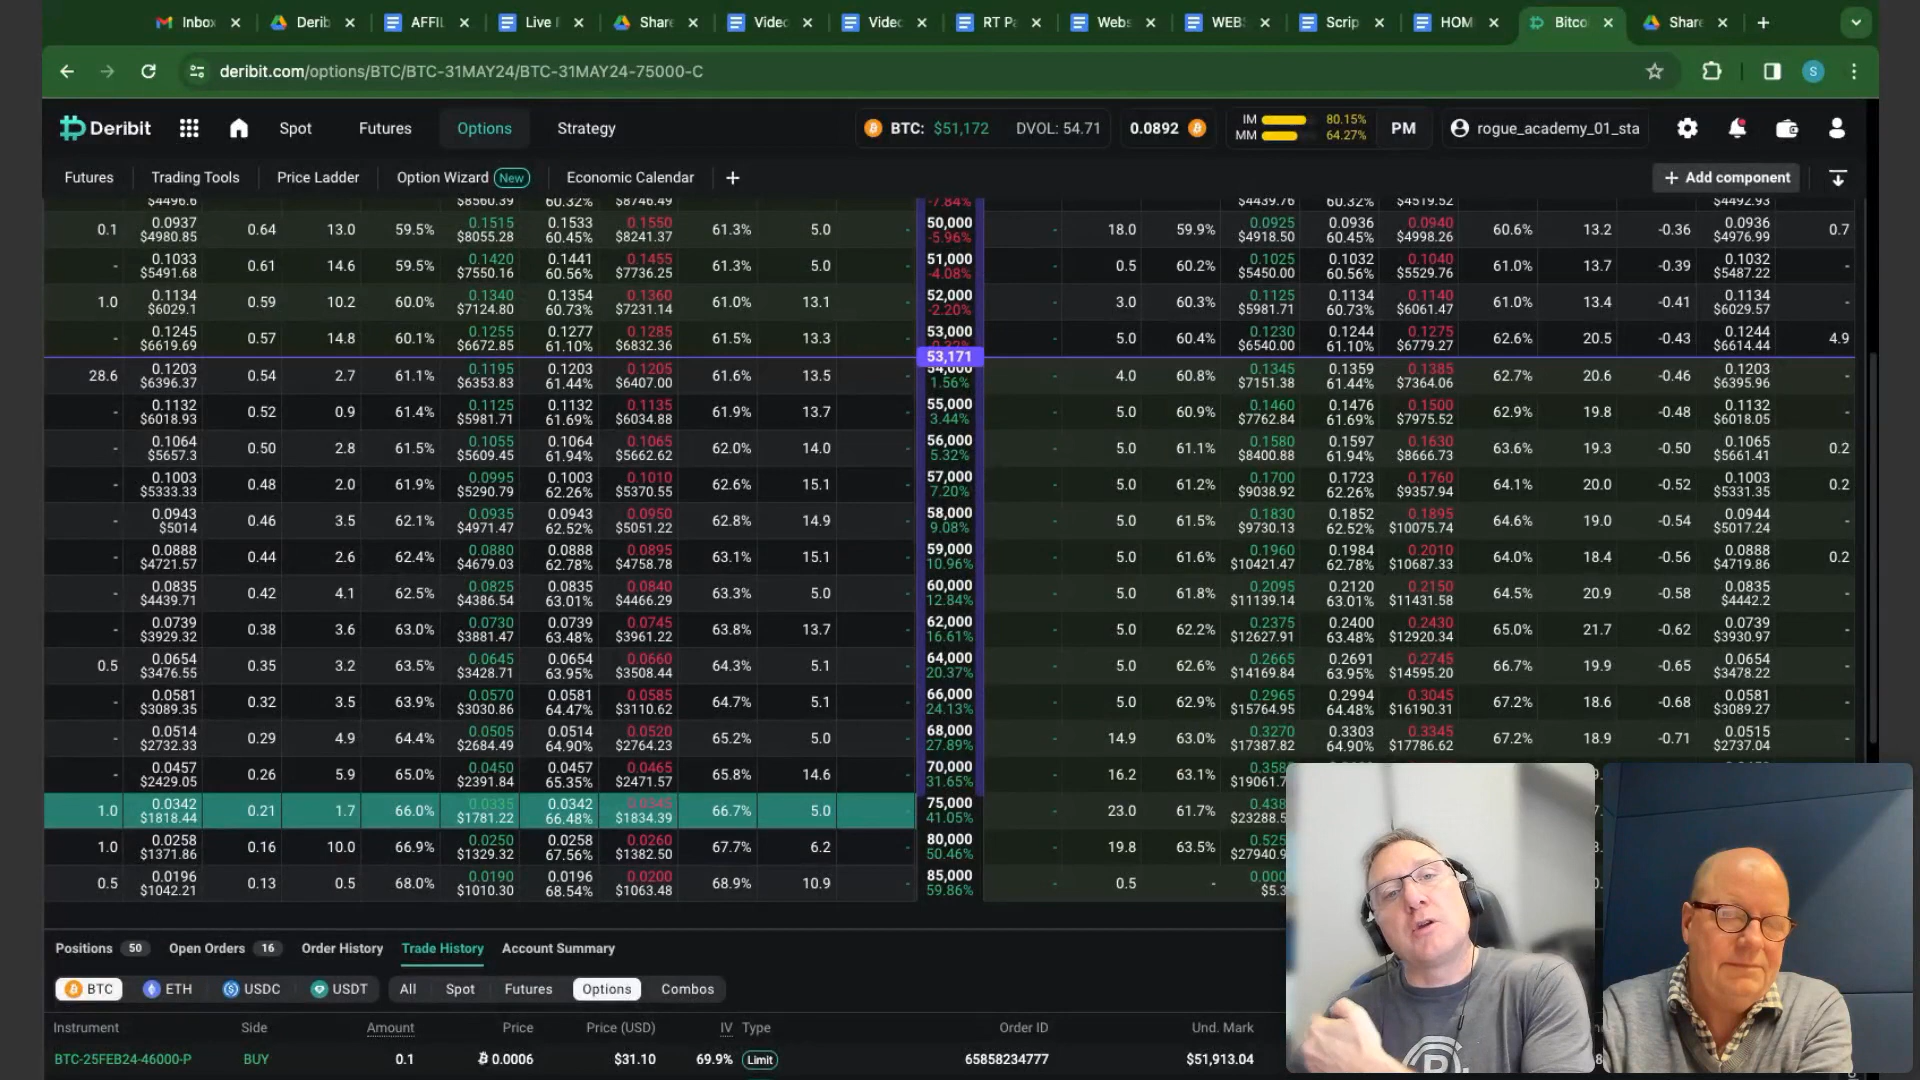 Inbox Derib AFFIL Live F Share Video Video RT Pa Webs WEBS Scrip HOM Bitco Share
deribit.com/options/BTC/BTC-31MAY24/BTC-31MAY24-75000-C S
Deribit Spot Futures Options Strategy BTC: $51,172 DVOL: 54.71 0.0892 IM 80.15% MM 64.27% PM rogue_academy_01_sta
Futures Trading Tools Price Ladder Option Wizard New Economic Calendar + Add component
$4496.6 $8560.39 60.32% $8746.49 -7.84% $4439.76 60.32% $4519.52 $4492.93
0.1 0.0937 0.64 13.0 59.5% 0.1515 0.1533 0.1550 61.3% 5.0 - 50,000 - 18.0 59.9% 0.0925 0.0936 0.0940 60.6% 13.2 -0.36 0.0936 0.7
$4980.85 $8055.28 60.45% $8241.37 -5.96% $4918.50 60.45% $4998.26 $4976.99
- 0.1033 0.61 14.6 59.5% 0.1420 0.1441 0.1455 61.3% 5.0 - 51,000 - 0.5 60.2% 0.1025 0.1032 0.1040 61.0% 13.7 -0.39 0.1032 -
$5491.68 $7550.16 60.56% $7736.25 -4.08% $5450.00 60.56% $5529.76 $5487.22
1.0 0.1134 0.59 10.2 60.0% 0.1340 0.1354 0.1360 61.0% 13.1 - 52,000 - 3.0 60.3% 0.1125 0.1134 0.1140 61.0% 13.4 -0.41 0.1134 -
$6029.1 $7124.80 60.73% $7231.14 -2.20% $5981.71 60.73% $6061.47 $6029.57
- 0.1245 0.57 14.8 60.1% 0.1255 0.1277 0.1285 61.5% 13.3 - 53,000 - 5.0 60.4% 0.1230 0.1244 0.1275 62.6% 20.5 -0.43 0.1244 4.9
$6619.69 $6672.85 61.10% $6832.36 $6540.00 61.10% $6779.27 $6614.44
53,171
28.6 0.1203 0.54 2.7 61.1% 0.1195 0.1203 0.1205 61.6% 13.5 - 54,000 - 4.0 60.8% 0.1345 0.1359 0.1385 62.7% 20.6 -0.46 0.1203 -
$6396.37 $6353.83 61.44% $6407.00 1.56% $7151.38 61.44% $7364.06 $6395.96
- 0.1132 0.52 0.9 61.4% 0.1125 0.1132 0.1135 61.9% 13.7 - 55,000 - 5.0 60.9% 0.1460 0.1476 0.1500 62.9% 19.8 -0.48 0.1132 -
$6018.93 $5981.71 61.69% $6034.88 3.44% $7762.84 61.69% $7975.52 $6018.05
- 0.1064 0.50 2.8 61.5% 0.1055 0.1064 0.1065 62.0% 14.0 - 56,000 - 5.0 61.1% 0.1580 0.1597 0.1630 63.6% 19.3 -0.50 0.1065 0.2
$5657.3 $5609.45 61.94% $5662.62 5.32% $8400.88 61.94% $8666.73 $5661.41
- 0.1003 0.48 2.0 61.9% 0.0995 0.1003 0.1010 62.6% 15.1 - 57,000 - 5.0 61.2% 0.1700 0.1723 0.1760 64.1% 20.0 -0.52 0.1002 0.2
$5333.33 $5290.79 62.26% $5370.55 7.20% $9038.92 62.26% $9357.94 $5331.35
- 0.0943 0.46 3.5 62.1% 0.0935 0.0943 0.0950 62.8% 14.9 - 58,000 - 5.0 61.5% 0.1830 0.1852 0.1895 64.6% 19.0 -0.54 0.0944 -
$5014 $4971.47 62.52% $5051.22 9.08% $9730.13 62.52% $10075.74 $5017.24
- 0.0888 0.44 2.6 62.4% 0.0880 0.0888 0.0895 63.1% 15.1 - 59,000 - 5.0 61.6% 0.1960 0.1984 0.2010 64.0% 18.4 -0.56 0.0888 0.2
$4721.57 $4679.03 62.78% $4758.78 10.96% $10421.47 62.78% $10687.33 $4719.86
- 0.0835 0.42 4.1 62.5% 0.0825 0.0835 0.0840 63.3% 5.0 - 60,000 - 5.0 61.8% 0.2095 0.2120 0.2150 64.5% 20.9 -0.58 0.0835 -
$4439.71 $4386.54 63.01% $4466.29 12.84% $11139.14 63.01% $11431.58 $4442.2
- 0.0739 0.38 3.6 63.0% 0.0730 0.0739 0.0745 63.8% 13.7 - 62,000 - 5.0 62.2% 0.2375 0.2400 0.2430 65.0% 21.7 -0.62 0.0739 -
$3929.32 $3881.47 63.48% $3961.22 16.61% $12627.91 63.48% $12920.34 $3930.97
0.5 0.0654 0.35 3.2 63.5% 0.0645 0.0654 0.0660 64.3% 5.1 - 64,000 - 5.0 62.6% 0.2665 0.2691 0.2745 66.7% 19.9 -0.65 0.0654 -
$3476.55 $3428.71 63.95% $3508.44 20.37% $14169.84 63.95% $14595.20 $3478.22
- 0.0581 0.32 3.5 63.9% 0.0570 0.0581 0.0585 64.7% 5.1 - 66,000 - 5.0 62.9% 0.2965 0.2994 0.3045 67.2% 18.6 -0.68 0.0581 -
$3089.35 $3030.86 64.47% $3110.62 24.13% $15764.95 64.48% $16190.31 $3089.27
- 0.0514 0.29 4.9 64.4% 0.0505 0.0514 0.0520 65.2% 5.0 - 68,000 - 14.9 63.0% 0.3270 0.3303 0.3345 67.2% 18.9 -0.71 0.0515 -
$2732.33 $2684.49 64.90% $2764.23 27.89% $17387.82 64.90% $17786.62 $2737.04
- 0.0457 0.26 5.9 65.0% 0.0450 0.0457 0.0465 65.8% 14.6 - 70,000 - 16.2 63.1% 0.358
$2429.05 $2391.84 65.35% $2471.57 31.65% $19061.7
1.0 0.0342 0.21 1.7 66.0% 0.0335 0.0342 0.0345 66.7% 5.0 - 75,000 - 23.0 61.7% 0.438
$1818.44 $1781.22 66.48% $1834.39 41.05% $23288.5
1.0 0.0258 0.16 10.0 66.9% 0.0250 0.0258 0.0260 67.7% 6.2 - 80,000 - 19.8 63.5% 0.525
$1371.86 $1329.32 67.56% $1382.50 50.46% $27940.9
0.5 0.0196 0.13 0.5 68.0% 0.0190 0.0196 0.0200 68.9% 10.9 - 85,000 - 0.5 - 0.000
$1042.21 $1010.30 68.54% $1063.48 59.86% $5.3
Positions 50 Open Orders 16 Order History Trade History Account Summary
BTC ETH USDC USDT All Spot Futures Options Combos
Instrument Side Amount Price Price (USD) IV Type Order ID Und. Mark
BTC-25FEB24-46000-P BUY 0.1 ₿ 0.0006 $31.10 69.9% Limit 65858234777 $51,913.04